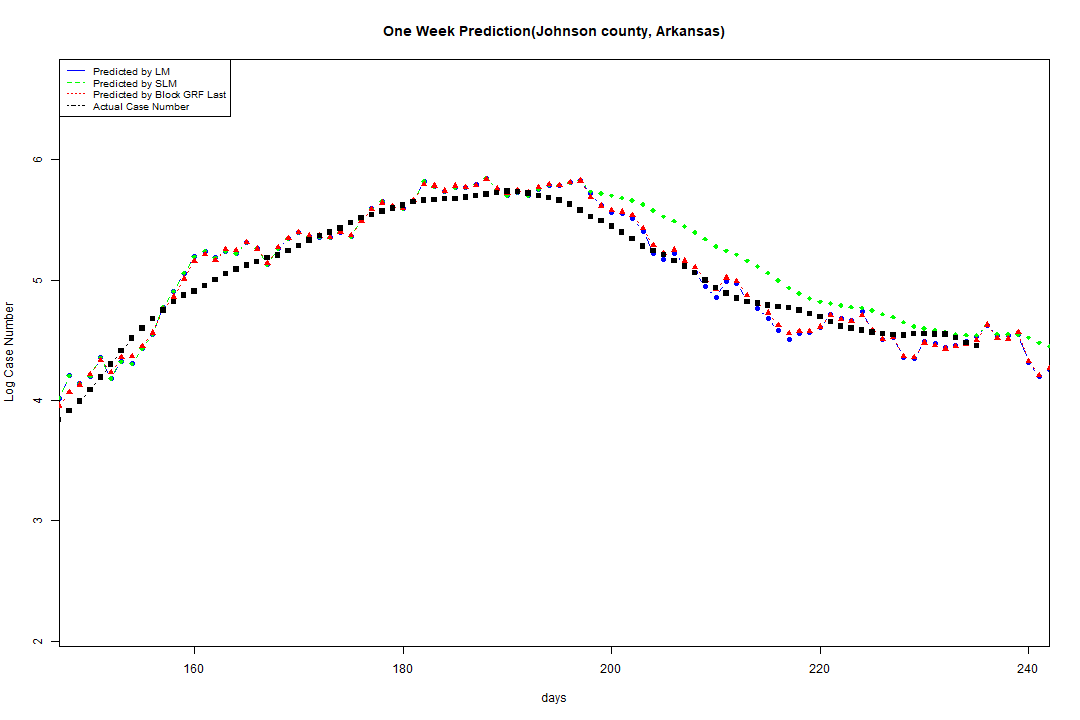 One Week Prediction(Johnson county, Arkansas)
Predicted by LM
Predicted by SLM
Predicted by Block GRF Last
Actual Case Number
6
5
4
3
2
Log Case Number
160 180 200 220 240
days